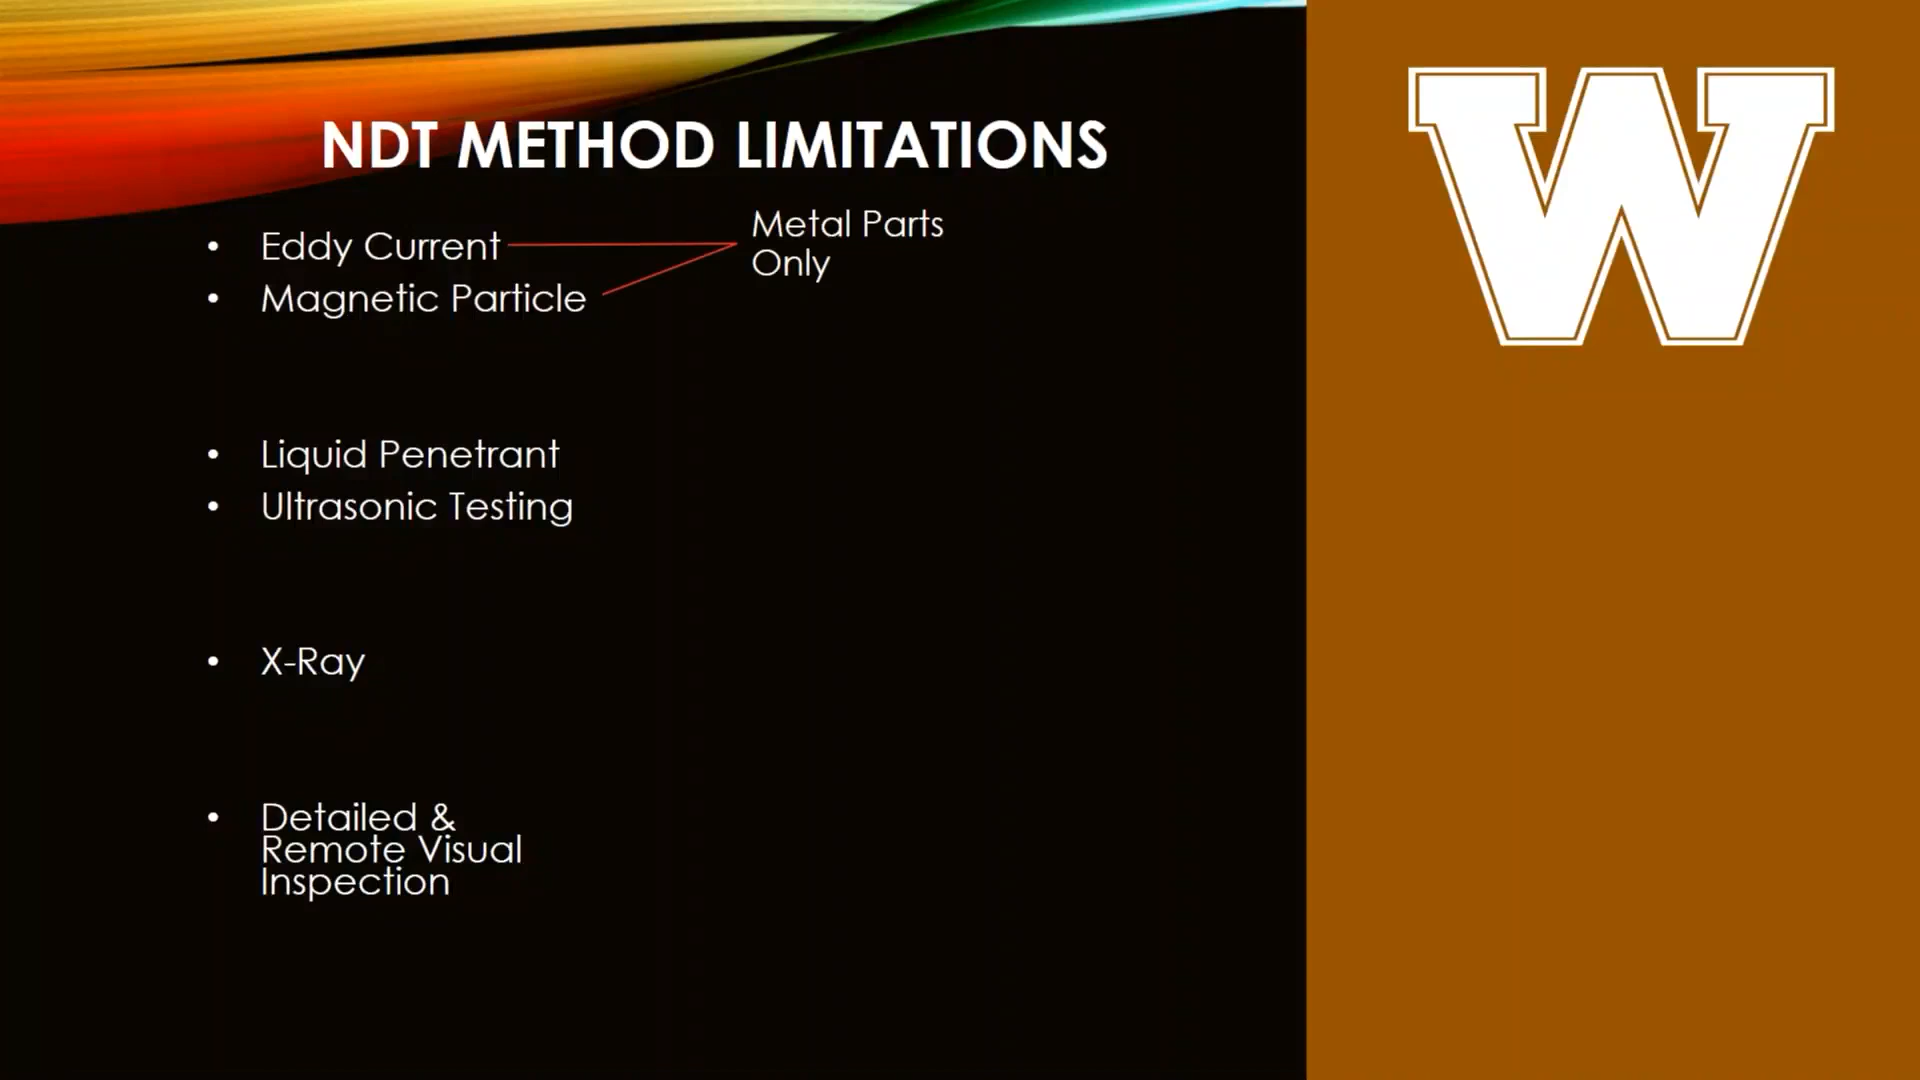 NDT METHOD LIMITATIONS
• Eddy Current
Metal Parts
Only
• Magnetic Particle
• Liquid Penetrant
• Ultrasonic Testing
• X-Ray
• Detailed &
Remote Visual
Inspection
W